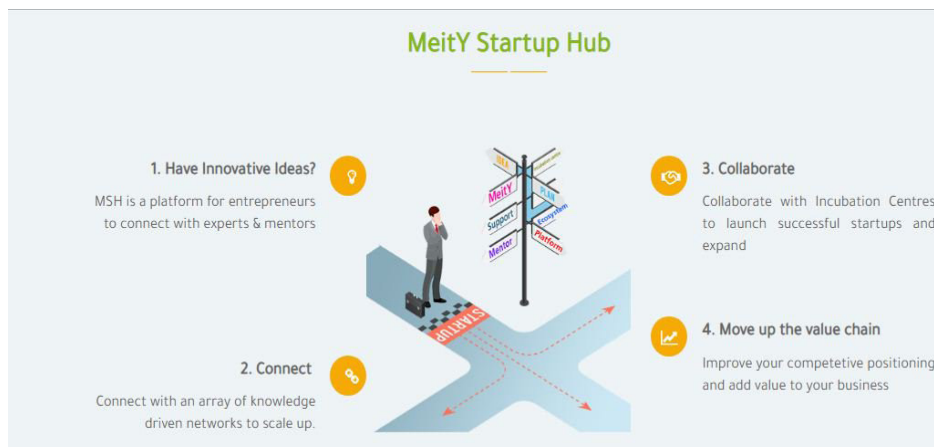 MeitY Startup Hub
1. Have Innovative Ideas?
MSH is a platform for entrepreneurs
to connect with experts & mentors
2. Connect
Connect with an array of knowledge
driven networks to scale up.
IDEA
MeitY
Support
Mentor
PLAN
Ecosystem
Platform
STARTUP
3. Collaborate
Collaborate with Incubation Centres
to launch successful startups and
expand
4. Move up the value chain
Improve your competetive positioning
and add value to your business